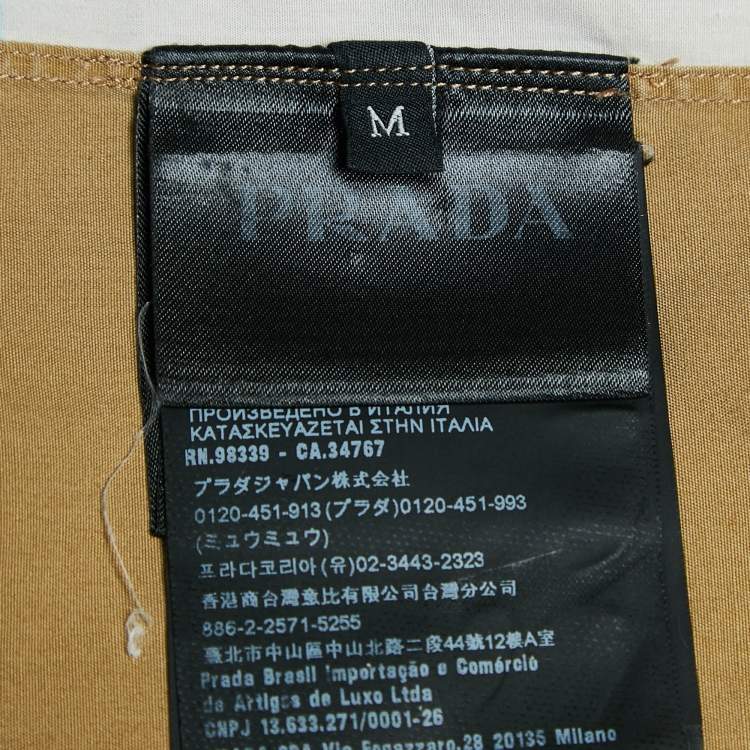 M
PRADA
ПРОИЗВЕДЕНО В ИТАЛИЯ
ΚΑΤΑΣΚΕΥΑΖΕΤΑΙ ΣΤΗΝ ΙΤΑΛΙΑ
RN.98339 - CA.34767
プラダジャパン株式会社
0120-451-913(プラダ)0120-451-993
(ミュウミュウ)
프라다코리아(유)02-3443-2323
香港商台灣意比有限公司台灣分公司
886-2-2571-5255
臺北市中山區中山北路二段44號12樓A室
Prada Brasil Importação e Comércio
de Artigos de Luxo Ltda
CNPJ 13.633.271/0001-26
PRADA SPA Via Fogazzaro,28 20135 Milano